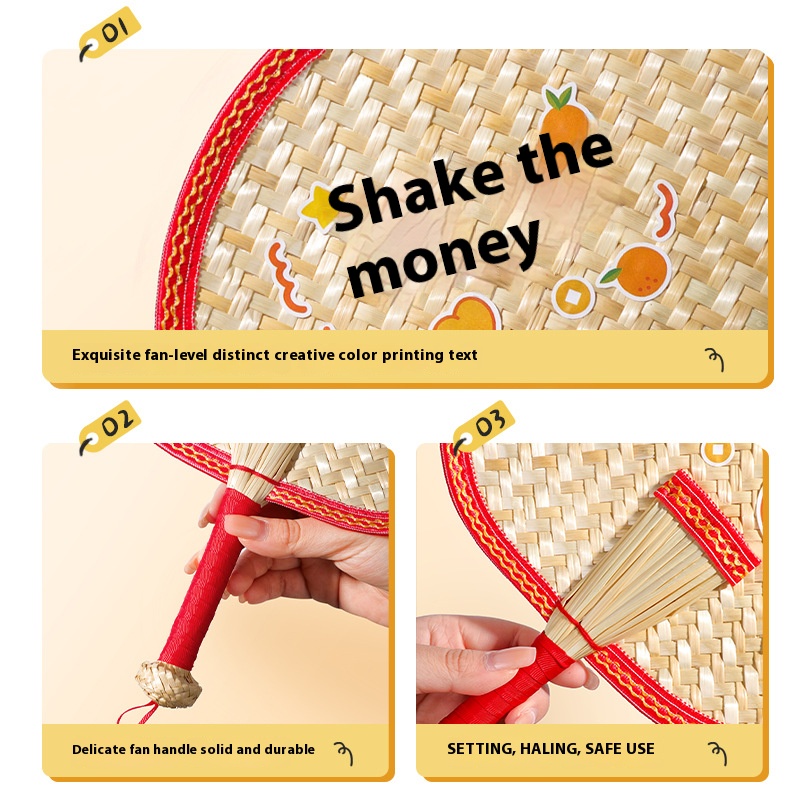 01
Shake the
money
Exquisite fan-level distinct creative color printing text
02
03
Delicate fan handle solid and durable
SETTING, HALING, SAFE USE